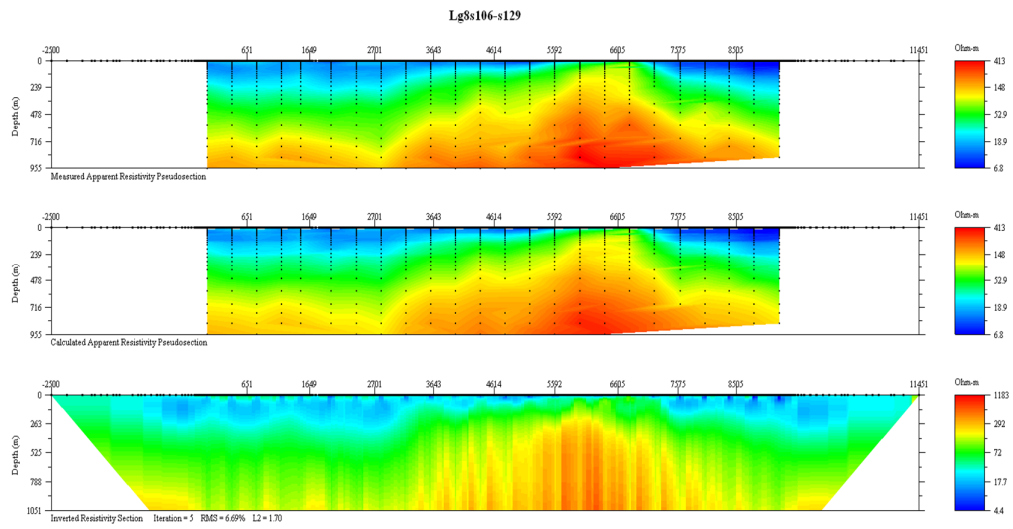 Lg8s106-s129
-2500 651 1649 2701 3643 4614 5592 6605 7575 8505 11451
Ohm-m
Depth (m)
0
239
478
716
955
413
148
52.9
18.9
6.8
Measured Apparent Resistivity Pseudosection
-2500 651 1649 2701 3643 4614 5592 6605 7575 8505 11451
Ohm-m
Depth (m)
0
239
478
716
955
413
148
52.9
18.9
6.8
Calculated Apparent Resistivity Pseudosection
-2500 651 1649 2701 3643 4614 5592 6605 7575 8505 11451
Ohm-m
Depth (m)
0
263
525
788
1051
1183
292
72
17.7
4.4
Inverted Resistivity Section Iteration = 5 RMS = 6.69% L2 = 1.70